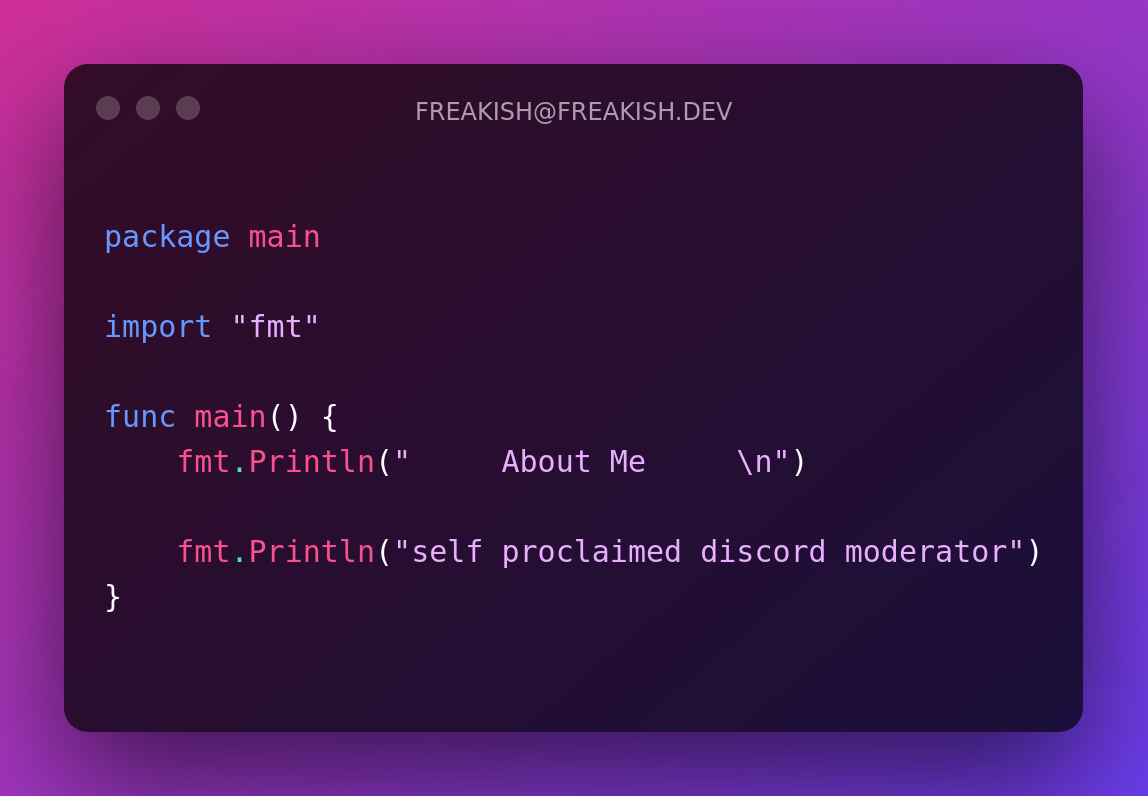 FREAKISH@FREAKISH.DEV
package main
import "fmt"
func main() {
    fmt.Println("     About Me     \n")
    fmt.Println("self proclaimed discord moderator")
}